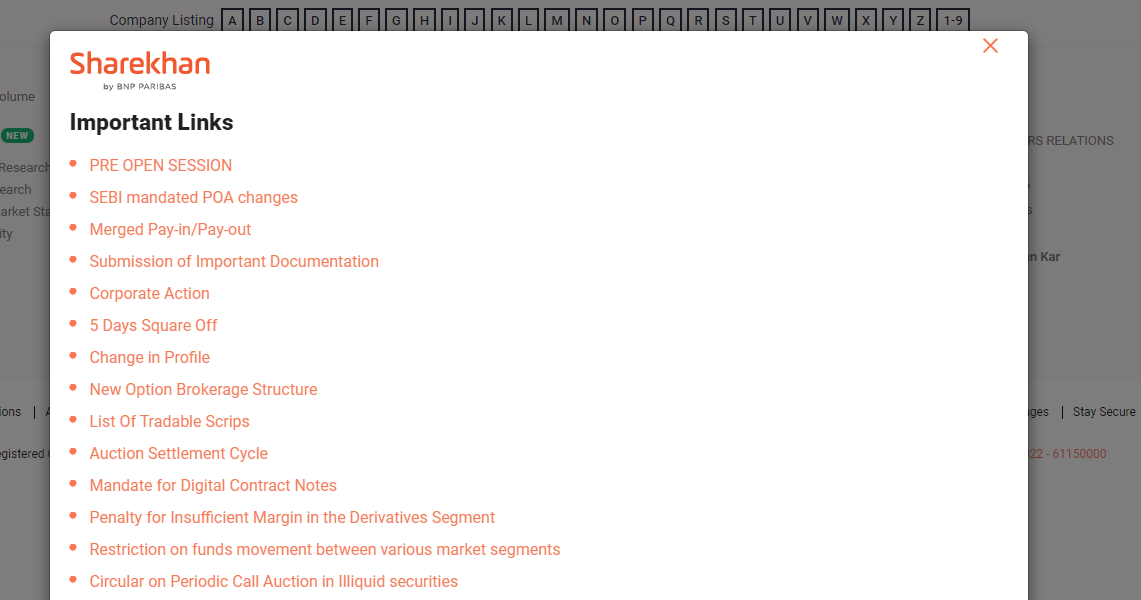 Company Listing A B C D E F G H I J K L M N O P Q R S T U V W X Y Z 1-9
Sharekhan
by BNP PARIBAS
Important Links
olume
NEW
PRE OPEN SESSION
RS RELATIONS
Research
SEBI mandated POA changes
earch
Merged Pay-in/Pay-out
arket Sta
ity
Submission of Important Documentation
an Kar
Corporate Action
5 Days Square Off
Change in Profile
New Option Brokerage Structure
ions | A
List Of Tradable Scrips
ges | Stay Secure
egistered
Auction Settlement Cycle
022 - 61150000
Mandate for Digital Contract Notes
Penalty for Insufficient Margin in the Derivatives Segment
Restriction on funds movement between various market segments
Circular on Periodic Call Auction in Illiquid securities